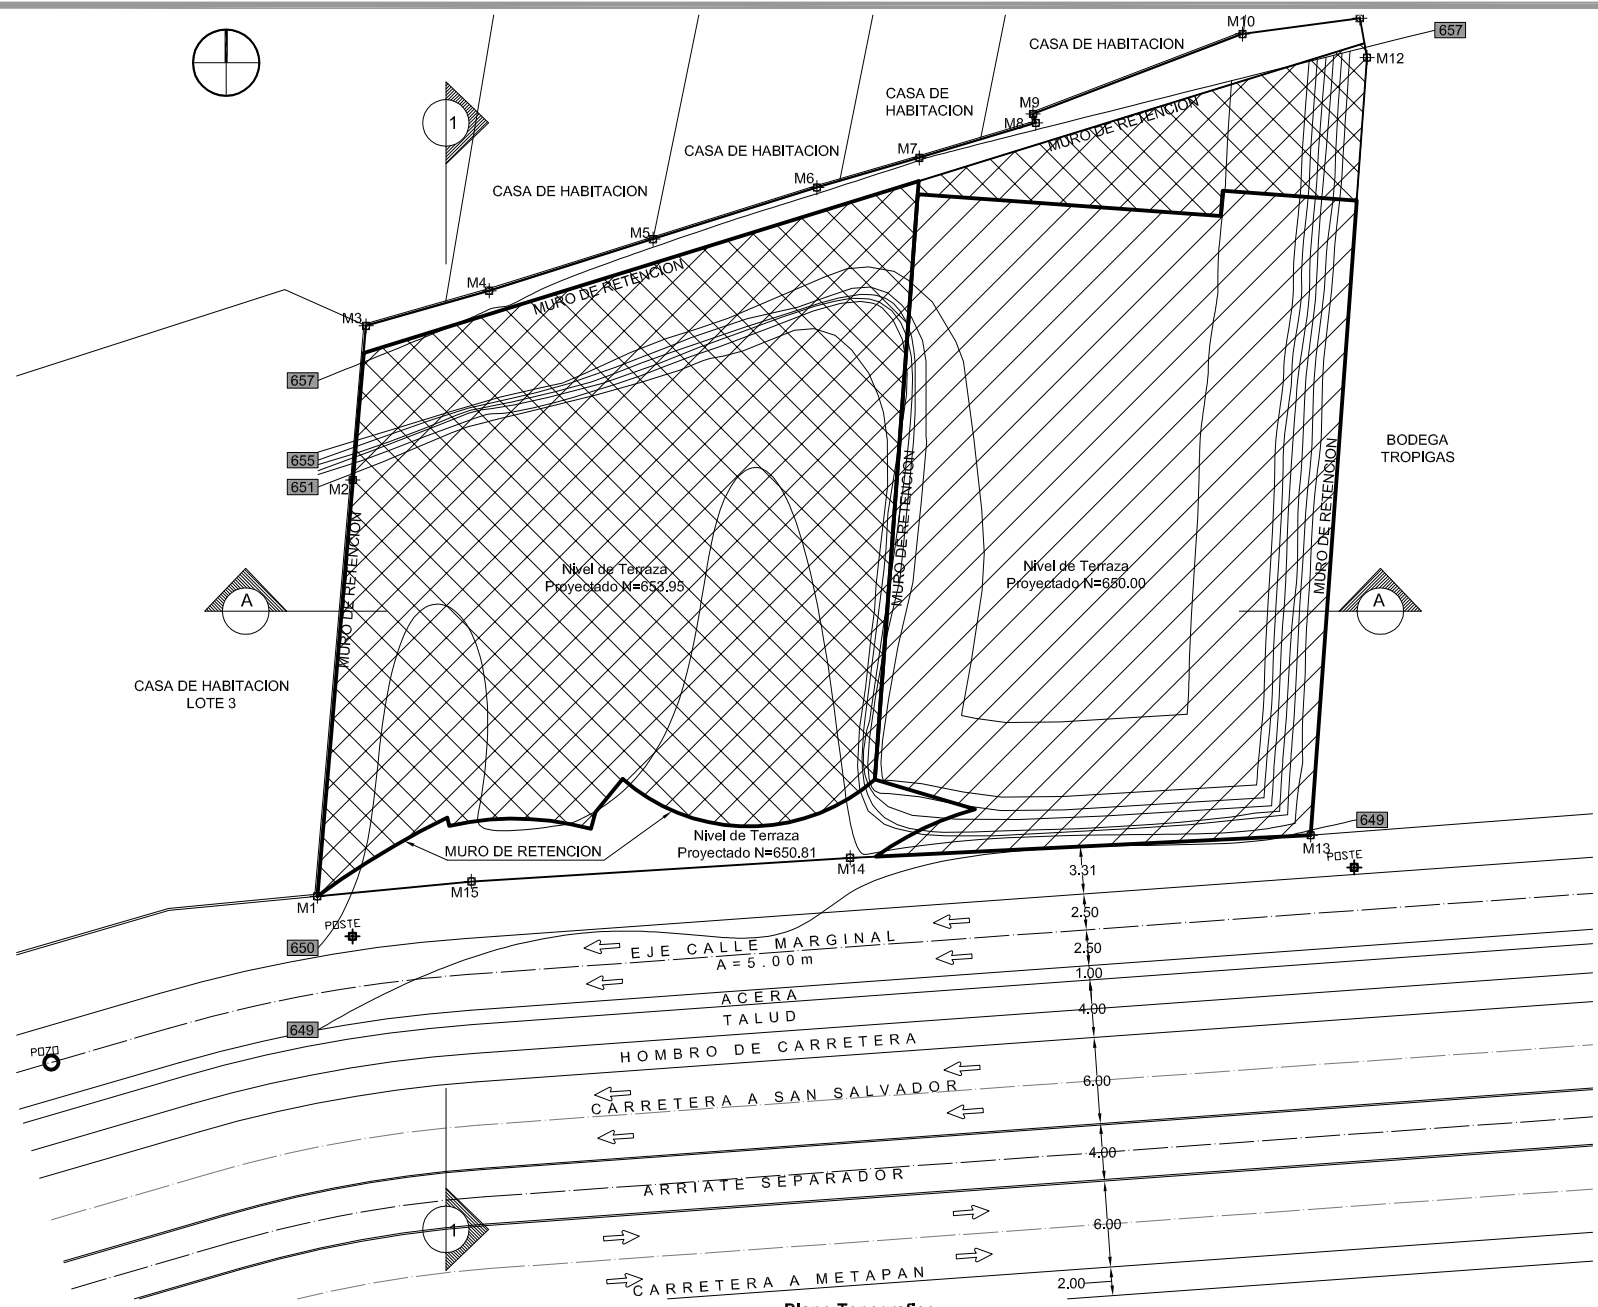 M10
657
CASA DE HABITACION
M12
CASA DE
HABITACION
M9
M8
MURO DE RETENCION
1
M7
CASA DE HABITACION
M6
CASA DE HABITACION
M5
MURO DE RETENCION
M4
M3
657
655
651
M2
BODEGA
TROPIGAS
MURO DE RETENCION
MURO DE RETENCION
MURO DE RETENCION
Nivel de Terraza
Proyectado N=653.95
Nivel de Terraza
Proyectado N=650.00
A
A
CASA DE HABITACION
LOTE 3
Nivel de Terraza
Proyectado N=650.81
MURO DE RETENCION
649
M13
POSTE
M14
3.31
M15
M1
POSTE
650
2.50
EJE CALLE MARGINAL
A=5.00m
2.50
1.00
ACERA
TALUD
4.00
649
POZO
HOMBRO DE CARRETERA
6.00
CARRETERA A SAN SALVADOR
4.00
ARRIATE SEPARADOR
6.00
1
CARRETERA A METAPAN
2.00